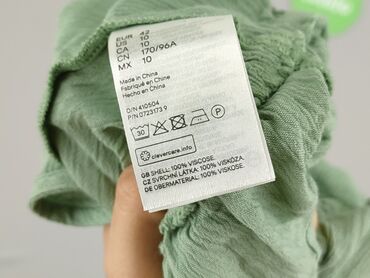 EUR 42
US 10
CA 10
CN 170/96A
MX 10
Made in China
Fabriqué en Chine
Hecho en China
D/N 410504
P/N 0723173 9
30
P
clevercare.info
GB SHELL: 100% VISCOSE.
CZ SVRCHNÍ LÁTKA: 100% VISKÓZA.
DE OBERMATERIAL: 100% VISKOSE.